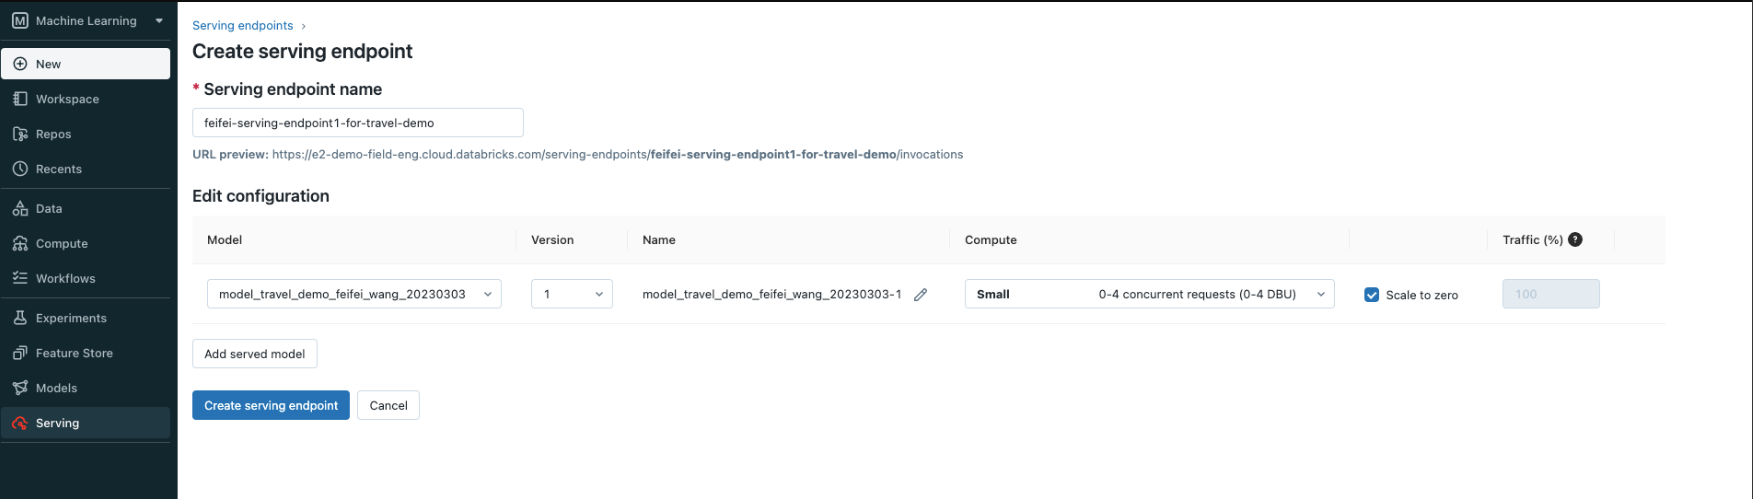 M Machine Learning
New
Workspace
Repos
Recents
Data
Compute
Workflows
Experiments
Feature Store
Models
Serving
Serving endpoints ›
Create serving endpoint
* Serving endpoint name
feifei-serving-endpoint1-for-travel-demo
URL preview: https://e2-demo-field-eng.cloud.databricks.com/serving-endpoints/feifei-serving-endpoint1-for-travel-demo/invocations
Edit configuration
Model Version Name Compute Traffic (%) ?
model_travel_demo_feifei_wang_20230303 1 model_travel_demo_feifei_wang_20230303-1 Small 0-4 concurrent requests (0-4 DBU) Scale to zero 100
Add served model
Create serving endpoint Cancel